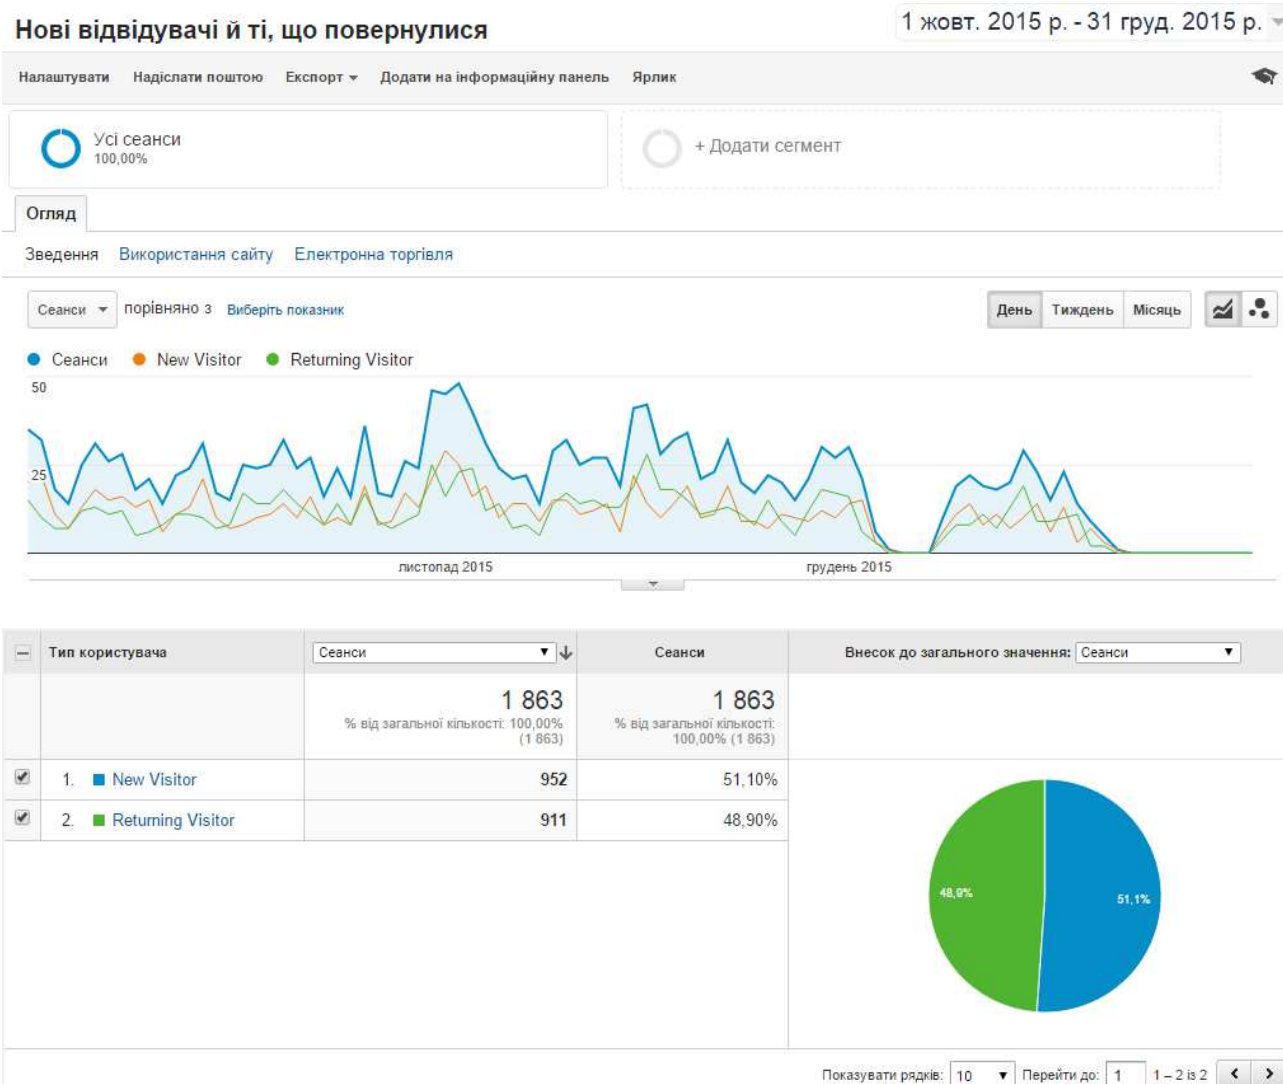 Нові відвідувачі й ті, що повернулися
1 жовт. 2015 р. - 31 груд. 2015 р.
Налаштувати Надіслати поштою Експорт Додати на інформаційну панель Ярлик
Усі сеанси
100,00%
+ Додати сегмент
Огляд
Зведення Використання сайту Електронна торгівля
Сеанси порівняно з Виберіть показник
День Тиждень Місяць
Сеанси New Visitor Returning Visitor
50
25
листопад 2015 грудень 2015
Тип користувача Сеанси Сеанси Внесок до загального значення: Сеанси
1 863 1 863
% від загальної кількості: 100,00% % від загальної кількості:
(1 863) 100,00% (1 863)
1. New Visitor 952 51,10%
2. Returning Visitor 911 48,90%
48,9%
51,1%
Показувати рядків: 10 Перейти до: 1 1 – 2 із 2